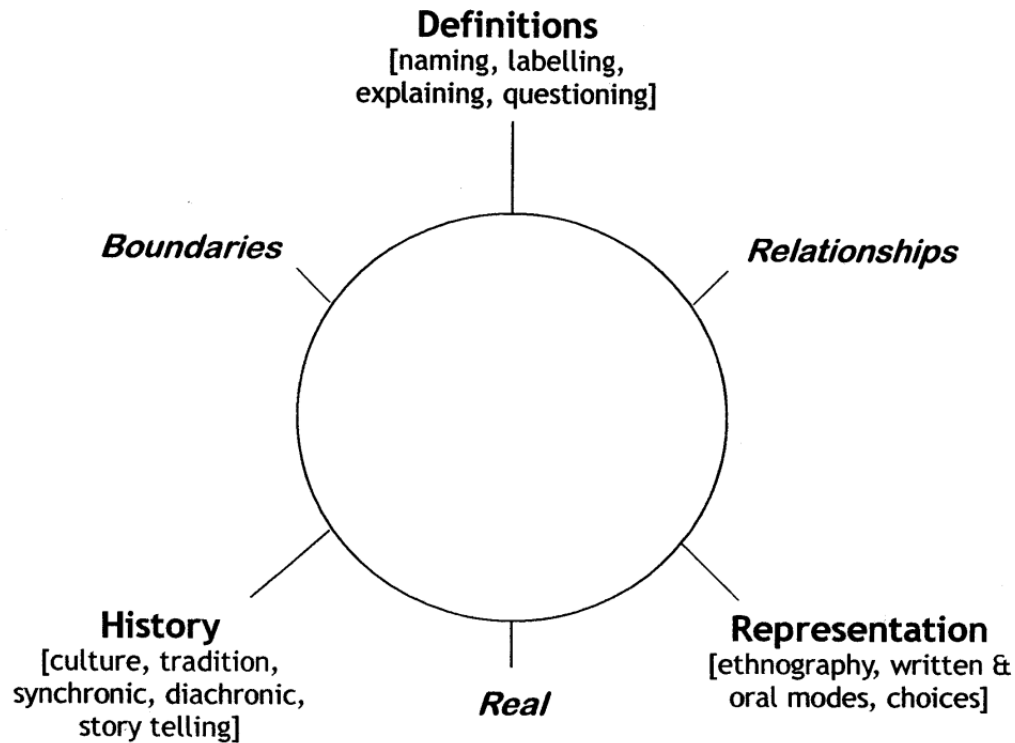 Definitions
[naming, labelling,
explaining, questioning]
Boundaries
Relationships
History
[culture, tradition,
synchronic, diachronic,
story telling]
Real
Representation
[ethnography, written &
oral modes, choices]